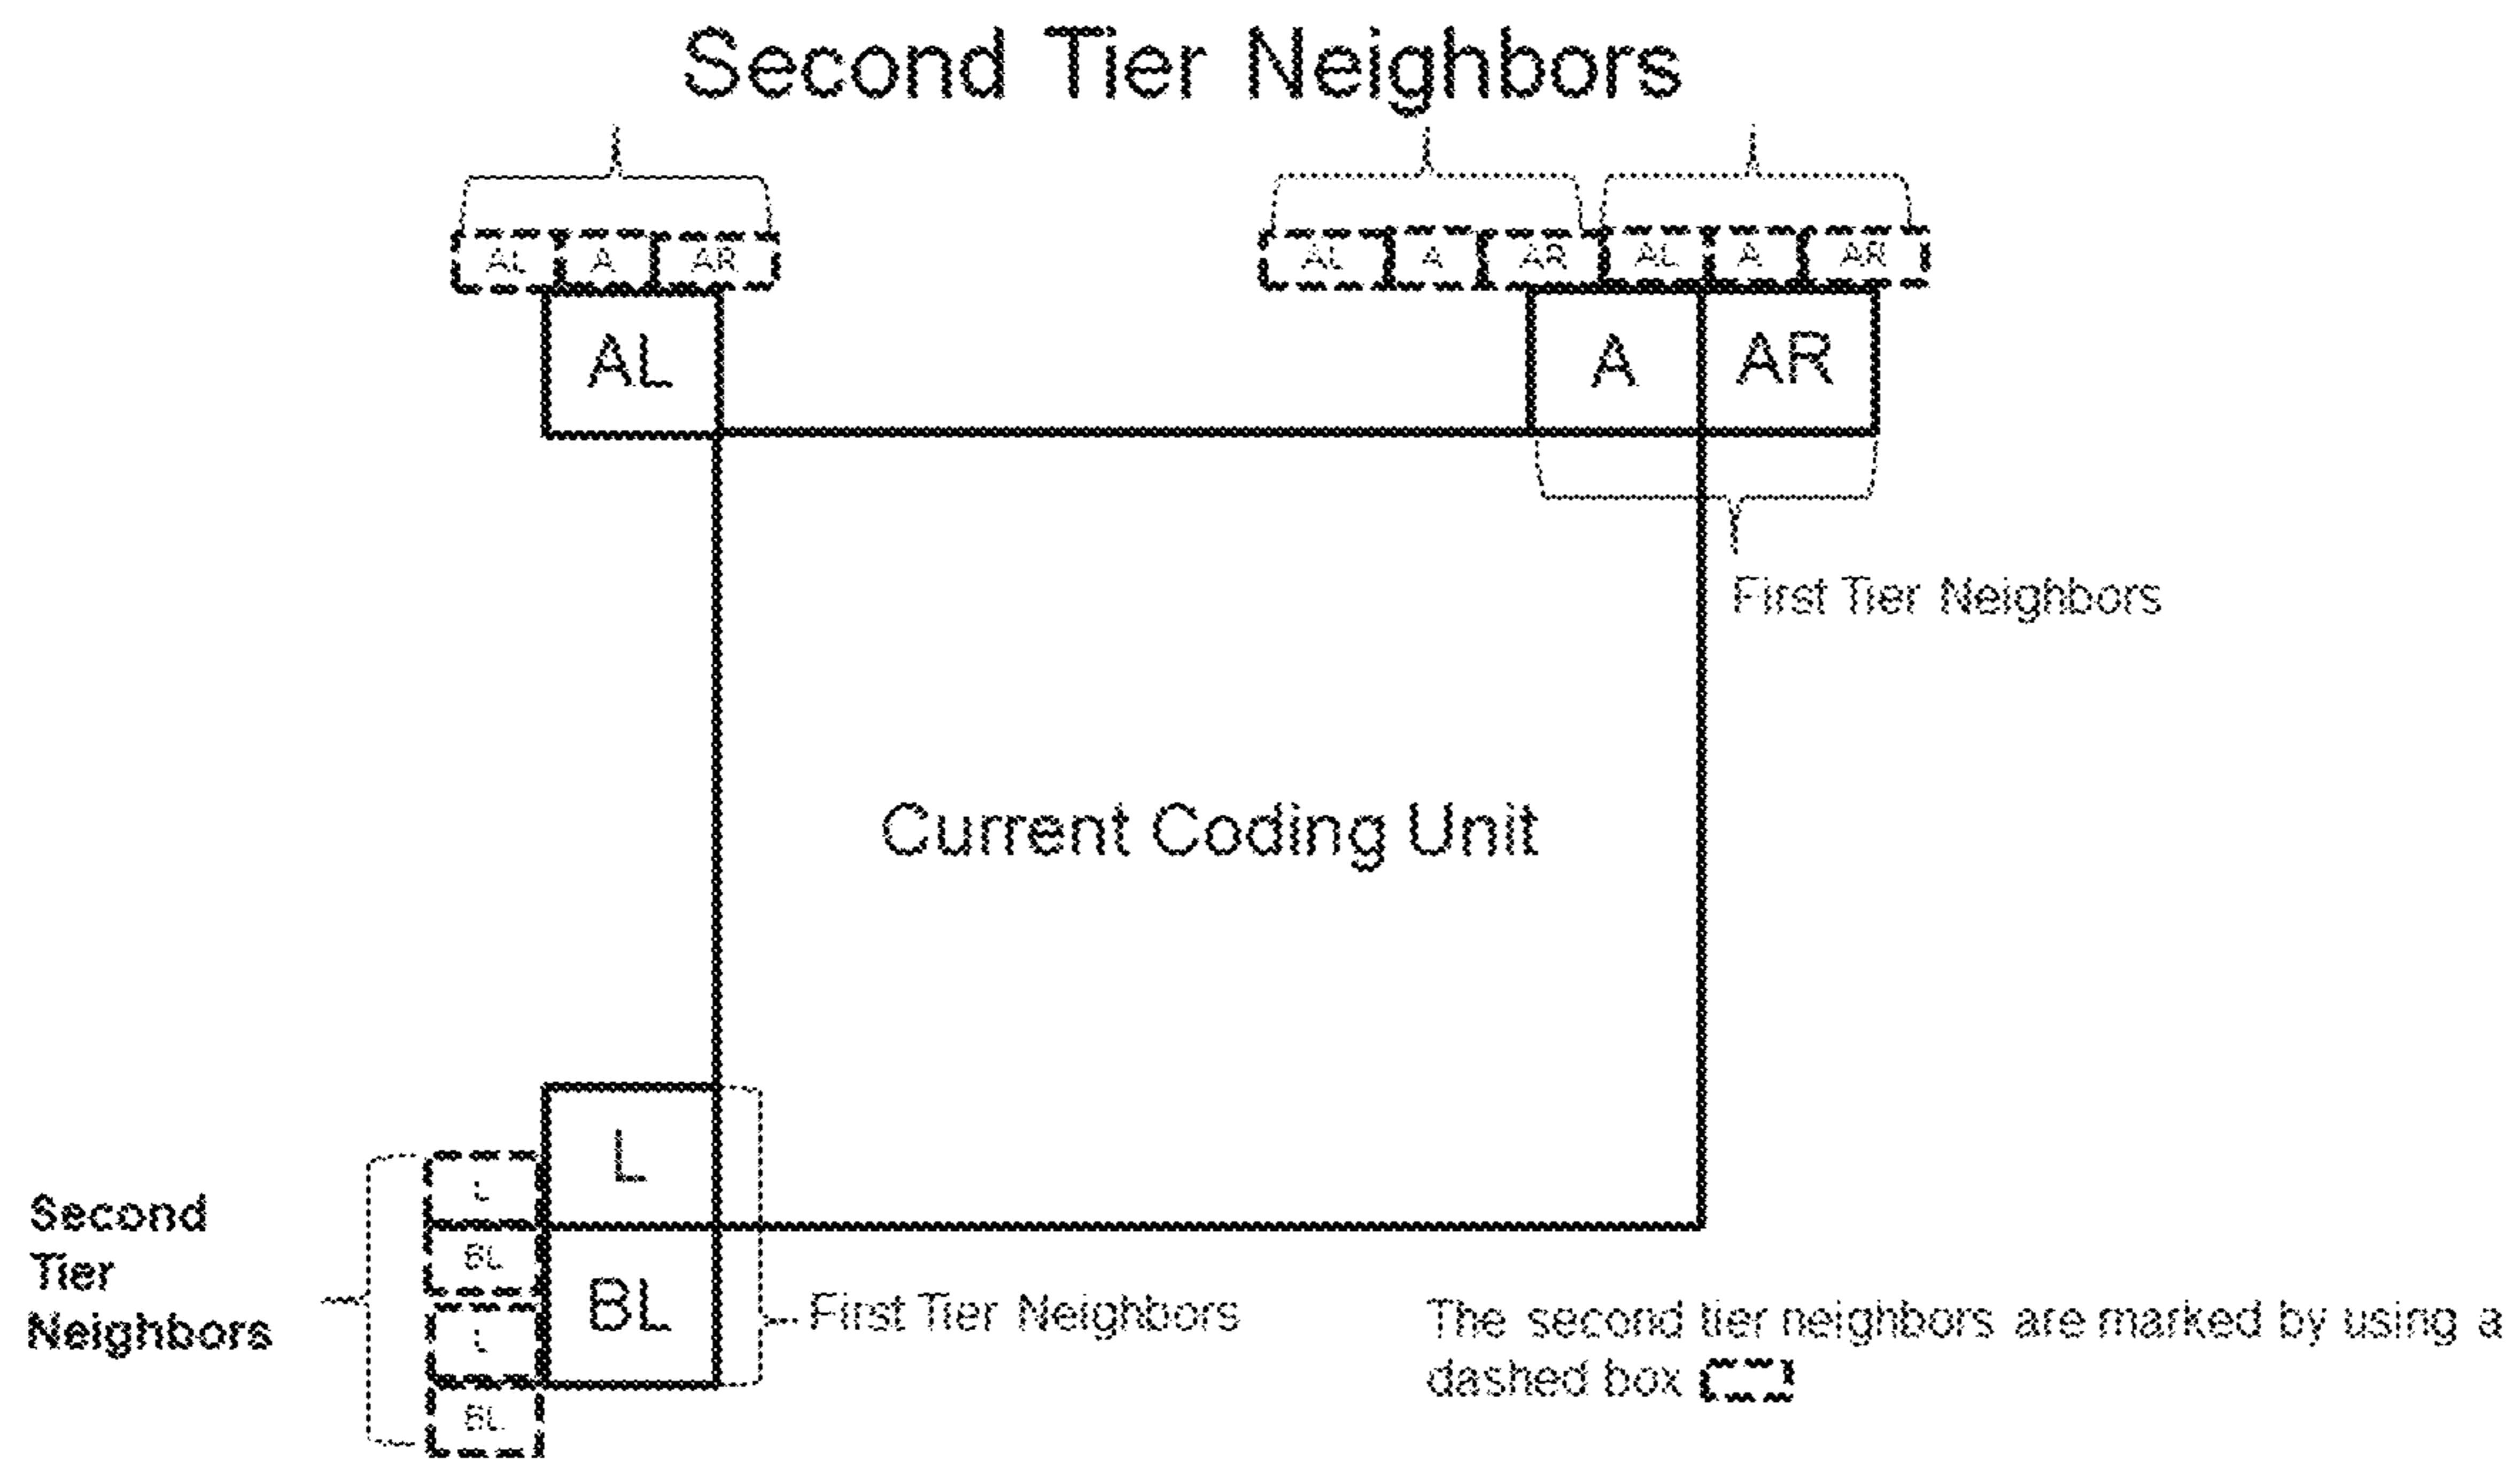 Second Tier Neighbors
AL A AR AL A AR AL A AR
AL A AR
First Tier Neighbors
Current Coding Unit
L
L
Second
Tier
Neighbors
BL
BL
First Tier Neighbors
L
BL
The second tier neighbors are marked by using a
dashed box